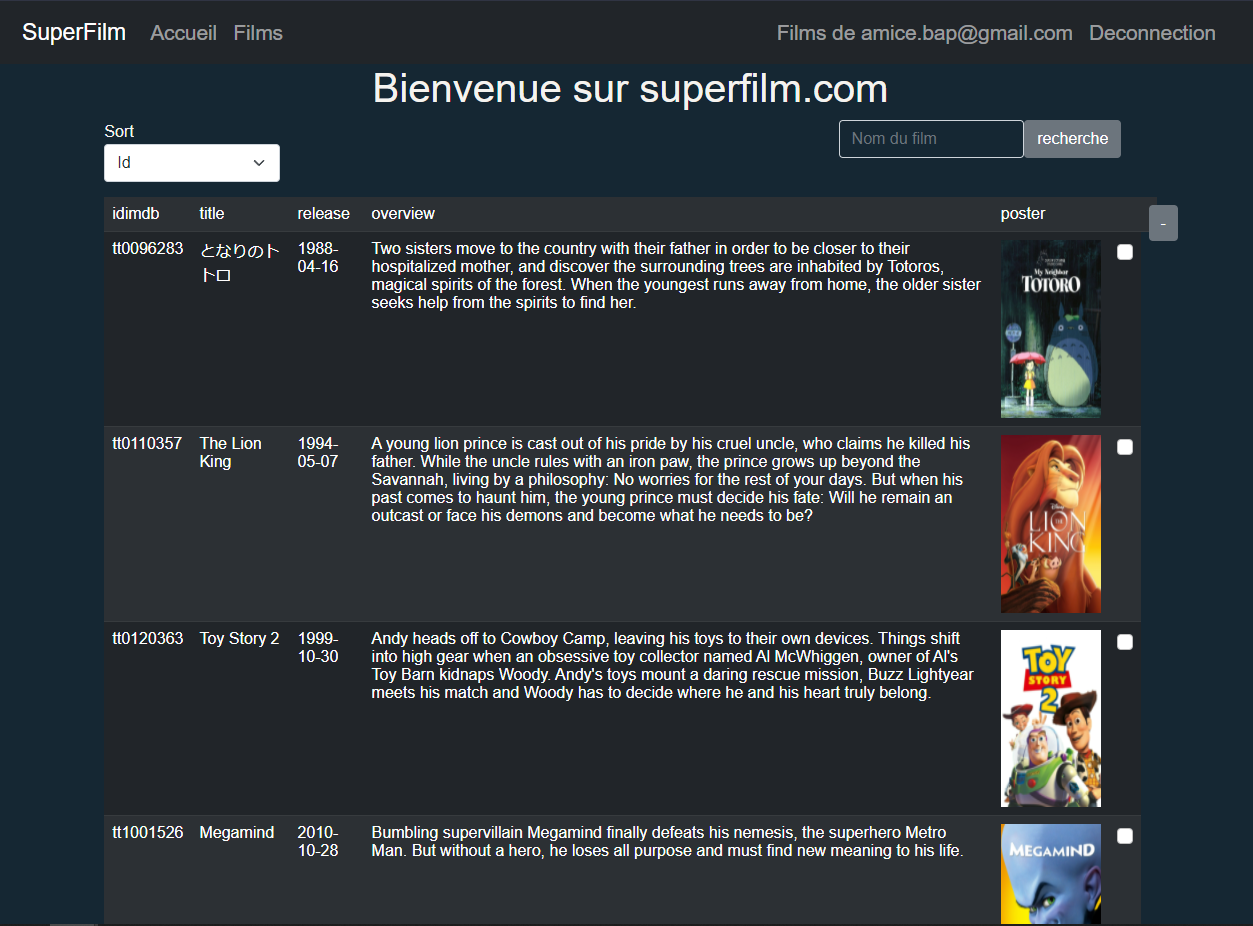 SuperFilm Accueil Films Films de amice.bap@gmail.com Deconnection
Bienvenue sur superfilm.com
Sort
Id
Nom du film recherche
idimdb title release overview poster
-
tt0096283
となりのト
トロ
1988-
04-16
Two sisters move to the country with their father in order to be closer to their
hospitalized mother, and discover the surrounding trees are inhabited by Totoros,
magical spirits of the forest. When the youngest runs away from home, the older sister
seeks help from the spirits to find her.
My Neighbor
TOTORO
tt0110357
The Lion
King
1994-
05-07
A young lion prince is cast out of his pride by his cruel uncle, who claims he killed his
father. While the uncle rules with an iron paw, the prince grows up beyond the
Savannah, living by a philosophy: No worries for the rest of your days. But when his
past comes to haunt him, the young prince must decide his fate: Will he remain an
outcast or face his demons and become what he needs to be?
Disney
THE
LION
KING
tt0120363
Toy Story 2
1999-
10-30
Andy heads off to Cowboy Camp, leaving his toys to their own devices. Things shift
into high gear when an obsessive toy collector named Al McWhiggen, owner of Al's
Toy Barn kidnaps Woody. Andy's toys mount a daring rescue mission, Buzz Lightyear
meets his match and Woody has to decide where he and his heart truly belong.
TOY
STORY
2
tt1001526
Megamind
2010-
10-28
Bumbling supervillain Megamind finally defeats his nemesis, the superhero Metro
Man. But without a hero, he loses all purpose and must find new meaning to his life.
MEGAMIND